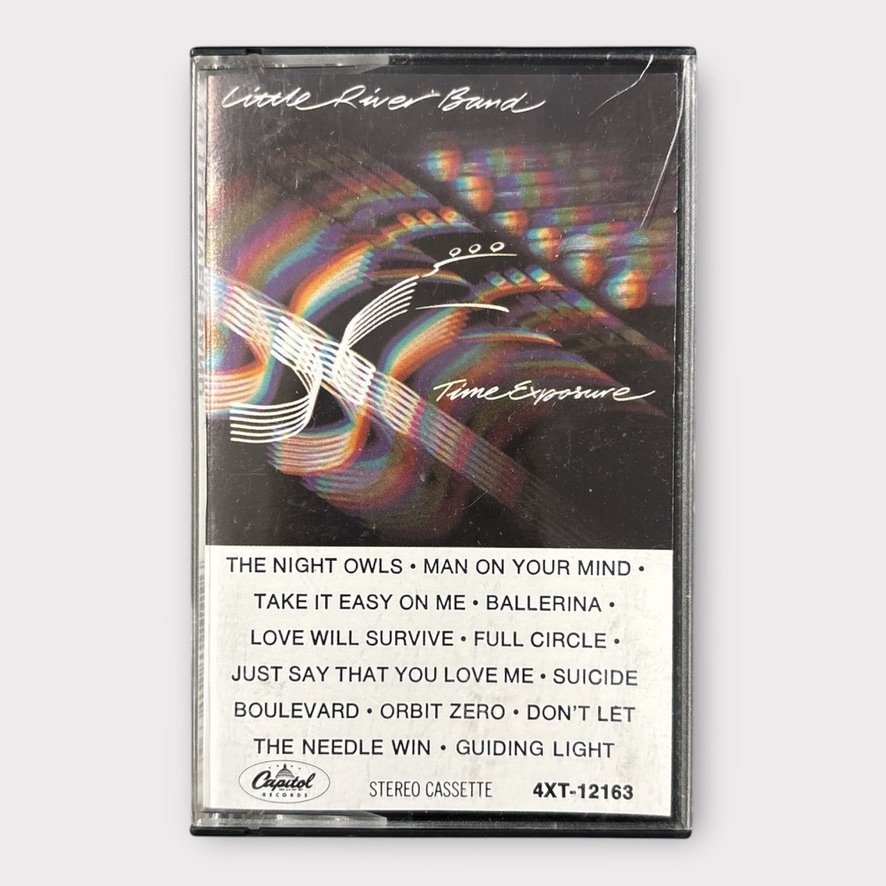 Little River Band
Time Exposure
THE NIGHT OWLS • MAN ON YOUR MIND •
TAKE IT EASY ON ME • BALLERINA •
LOVE WILL SURVIVE • FULL CIRCLE •
JUST SAY THAT YOU LOVE ME • SUICIDE
BOULEVARD • ORBIT ZERO • DON'T LET
THE NEEDLE WIN • GUIDING LIGHT
Capitol
RECORDS
STEREO CASSETTE 4XT-12163